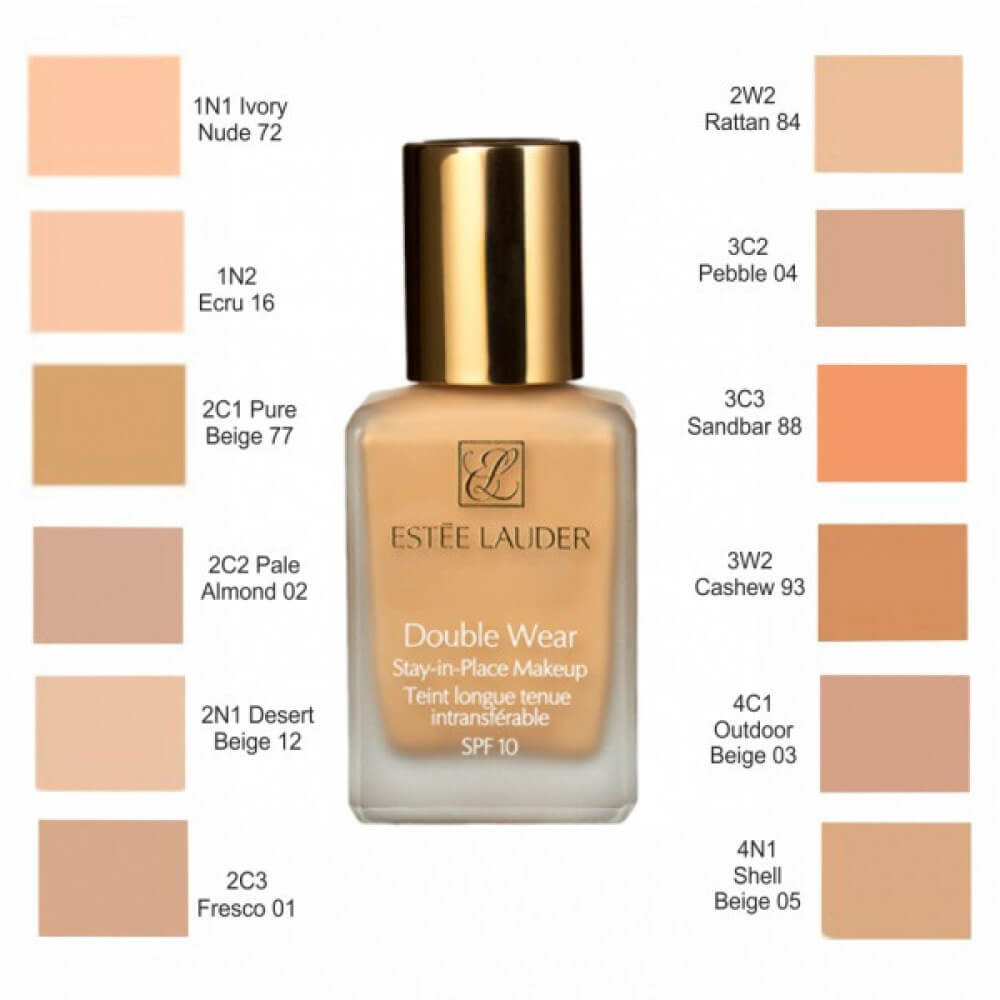 1N1 Ivory
Nude 72
1N2
Ecru 16
2C1 Pure
Beige 77
2C2 Pale
Almond 02
2N1 Desert
Beige 12
2C3
Fresco 01
EL
ESTĒE LAUDER
Double Wear
Stay-in-Place Makeup
Teint longue tenue
intransférable
SPF 10
2W2
Rattan 84
3C2
Pebble 04
3C3
Sandbar 88
3W2
Cashew 93
4C1
Outdoor
Beige 03
4N1
Shell
Beige 05